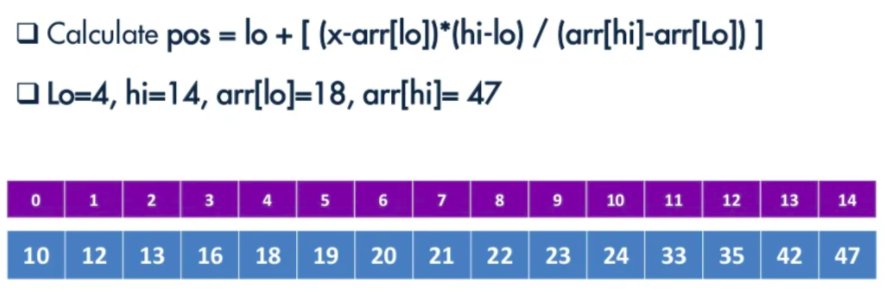 ❑ Calculate pos = lo + [ (x-arr[lo])*(hi-lo) / (arr[hi]-arr[Lo]) ]
❑ Lo=4, hi=14, arr[lo]=18, arr[hi]= 47
0 1 2 3 4 5 6 7 8 9 10 11 12 13 14
10 12 13 16 18 19 20 21 22 23 24 33 35 42 47